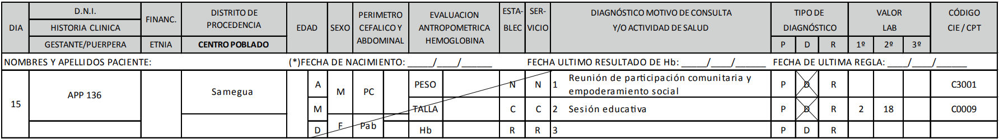 DIA
D.N.I.
HISTORIA CLINICA
GESTANTE/PUERPERA
FINANC.
ETNIA
DISTRITO DE
PROCEDENCIA
CENTRO POBLADO
EDAD
SEXO
PERIMETRO
CEFALICO Y
ABDOMINAL
EVALUACION
ANTROPOMETRICA
HEMOGLOBINA
ESTA-
BLEC
SER-
VICIO
DIAGNÓSTICO MOTIVO DE CONSULTA
Y/O ACTIVIDAD DE SALUD
TIPO DE
DIAGNÓSTICO
P D R
VALOR
LAB
1º 2º 3º
CÓDIGO
CIE / CPT
NOMBRES Y APELLIDOS PACIENTE: (*)FECHA DE NACIMIENTO: _____/____/______ FECHA ULTIMO RESULTADO DE Hb: _____/____/______ FECHA DE ULTIMA REGLA: ____/____/______
15
APP 136
Samegua
A
M
D
M
F
PC
Pab
PESO
TALLA
Hb
N
C
R
N
C
R
1 Reunión de participación comunitaria y
empoderamiento social
P D R
C3001
2 Sesión educativa
P D R
2 18
C0009
3
P D R